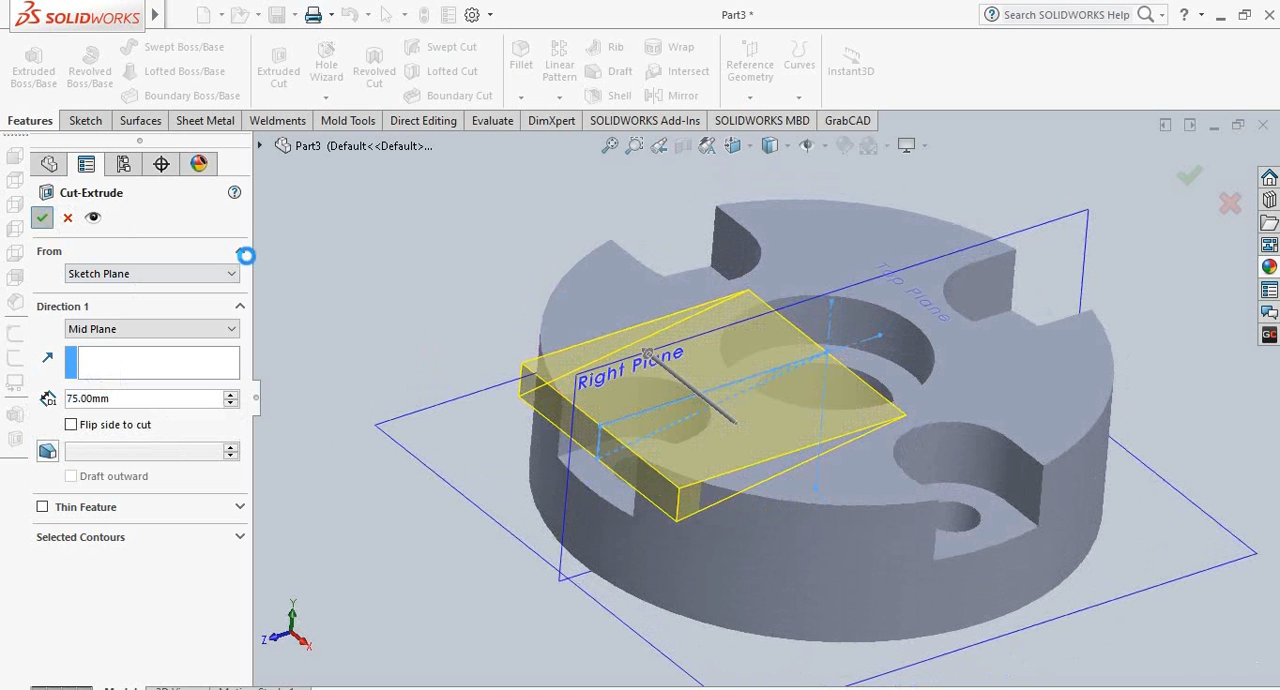 SOLIDWORKS
Part3 *
Search SOLIDWORKS Help
?
Extruded Boss/Base
Revolved Boss/Base
Swept Boss/Base
Lofted Boss/Base
Boundary Boss/Base
Extruded Cut
Hole Wizard
Revolved Cut
Swept Cut
Lofted Cut
Boundary Cut
Fillet
Linear Pattern
Rib
Draft
Shell
Wrap
Intersect
Mirror
Reference Geometry
Curves
Instant3D
Features
Sketch
Surfaces
Sheet Metal
Weldments
Mold Tools
Direct Editing
Evaluate
DimXpert
SOLIDWORKS Add-Ins
SOLIDWORKS MBD
GrabCAD
Part3 (Default<<Default>...
Cut-Extrude
From
Sketch Plane
Direction 1
Mid Plane
75.00mm
Flip side to cut
Draft outward
Thin Feature
Selected Contours
Top Plane
Right Plane
Y
Z
X